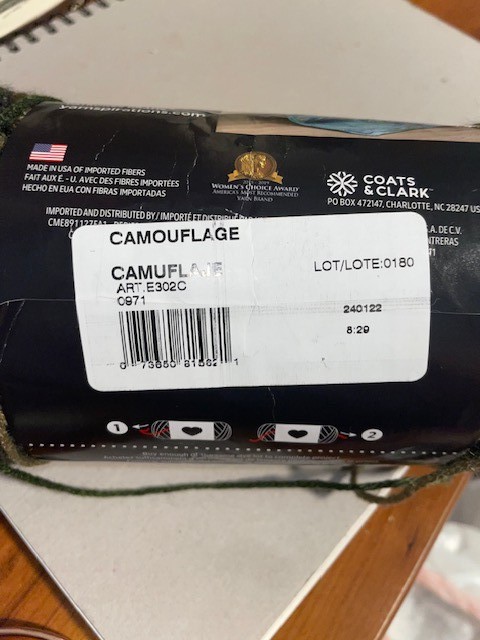 yarnspirations.com
MADE IN USA OF IMPORTED FIBERS
FAIT AUX É.-U. AVEC DES FIBRES IMPORTÉES
HECHO EN EUA CON FIBRAS IMPORTADAS
WOMEN'S CHOICE AWARD
AMERICA'S MOST RECOMMENDED
YARN BRAND
COATS
& CLARK
PO BOX 472147, CHARLOTTE, NC 28247 US
IMPORTED AND DISTRIBUTED BY / IMPORTÉ ET
S.A. DE C.V.
CAMOUFLAGE
CAMUFLAJE
ART.E302C
0971
LOT/LOTE:0180
240122
8:29
1
2